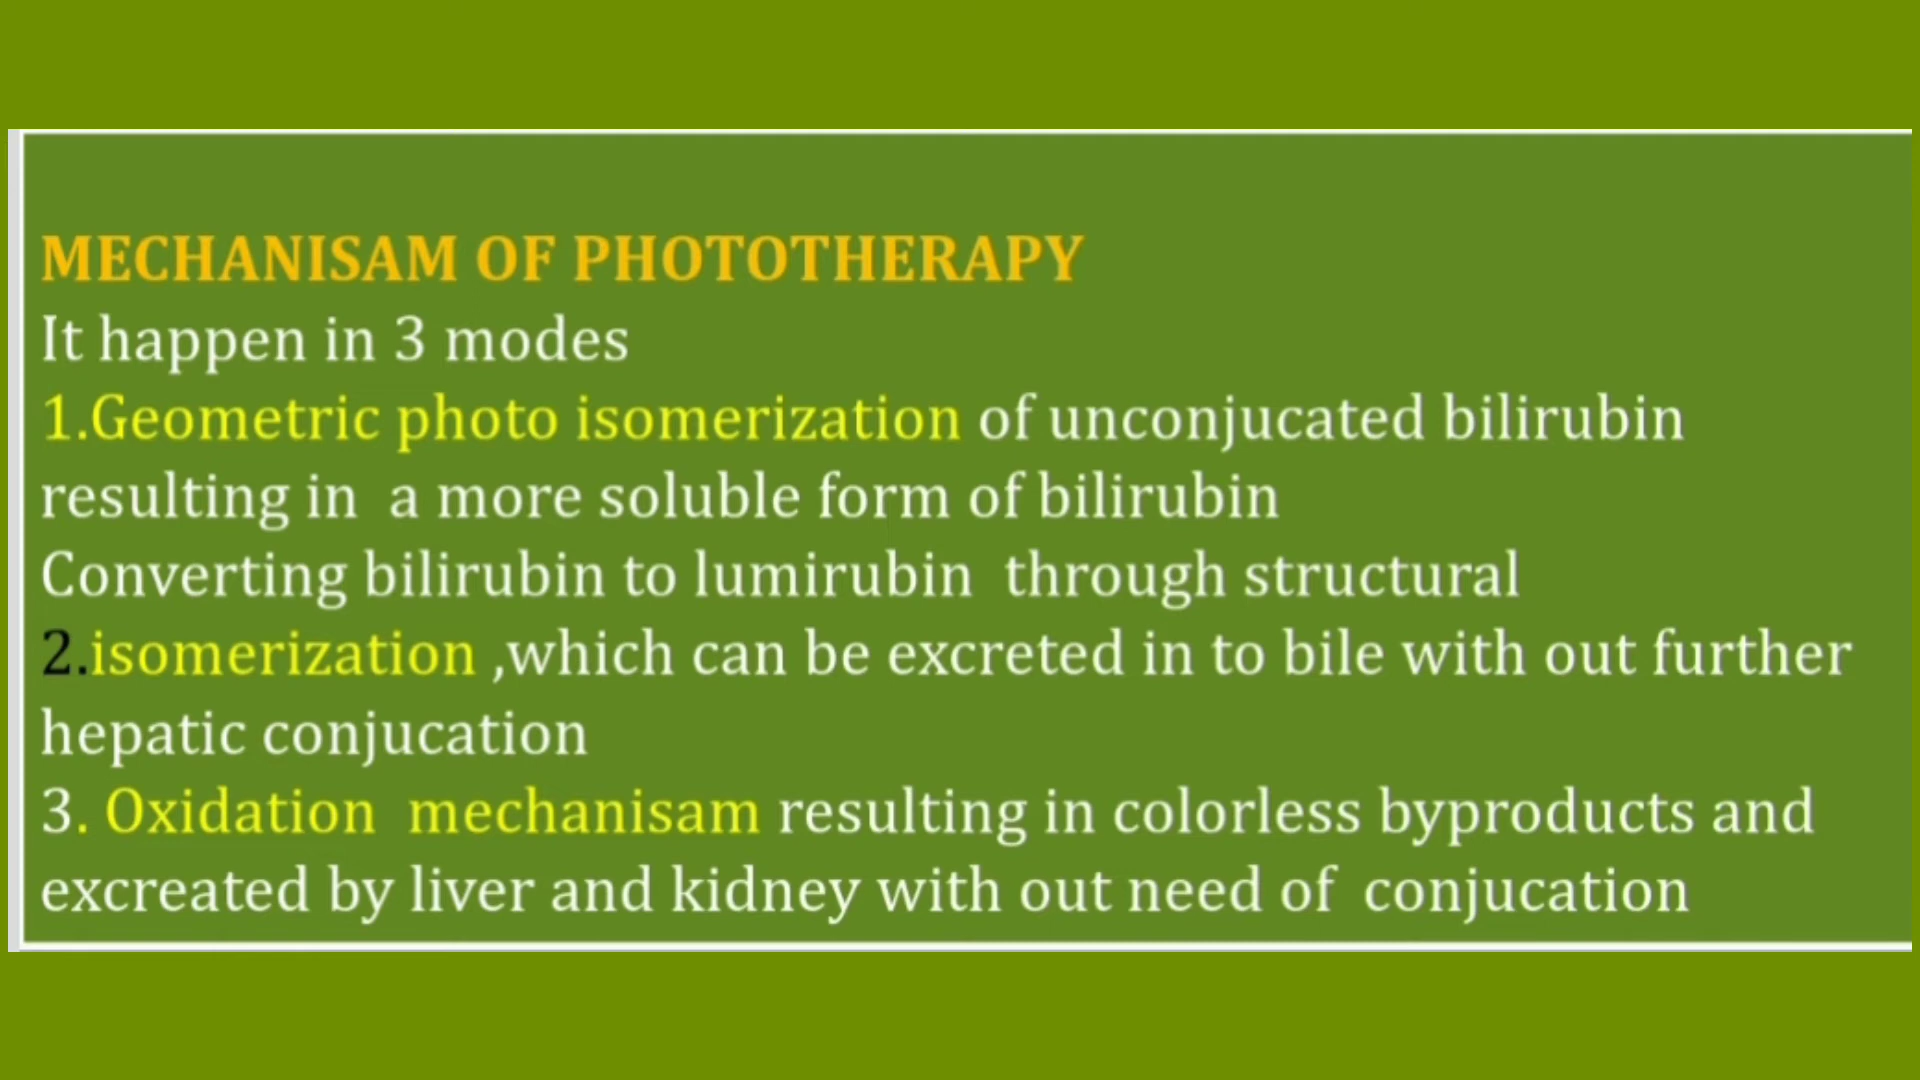 MECHANISAM OF PHOTOTHERAPY
It happen in 3 modes
1.Geometric photo isomerization of unconjucated bilirubin
resulting in a more soluble form of bilirubin
Converting bilirubin to lumirubin through structural
2.isomerization ,which can be excreted in to bile with out further
hepatic conjucation
3. Oxidation mechanisam resulting in colorless byproducts and
excreated by liver and kidney with out need of conjucation